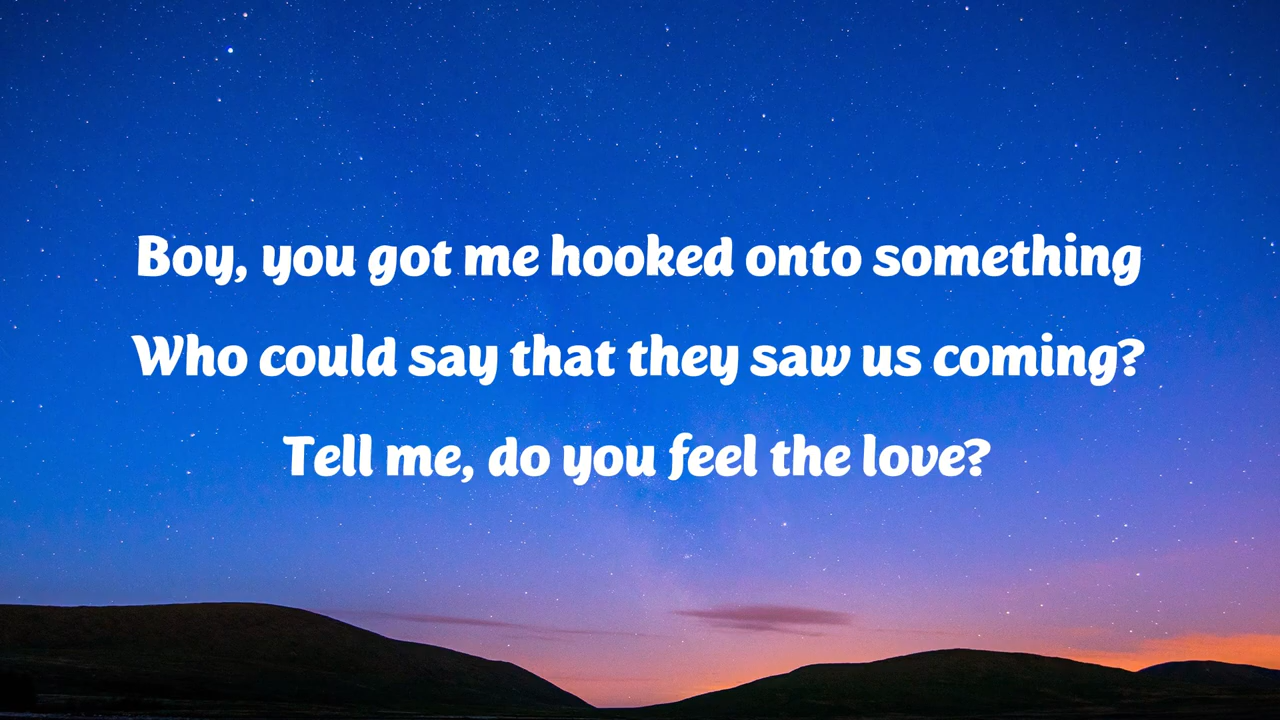 Boy, you got me hooked onto something
Who could say that they saw us coming?
Tell me, do you feel the love?